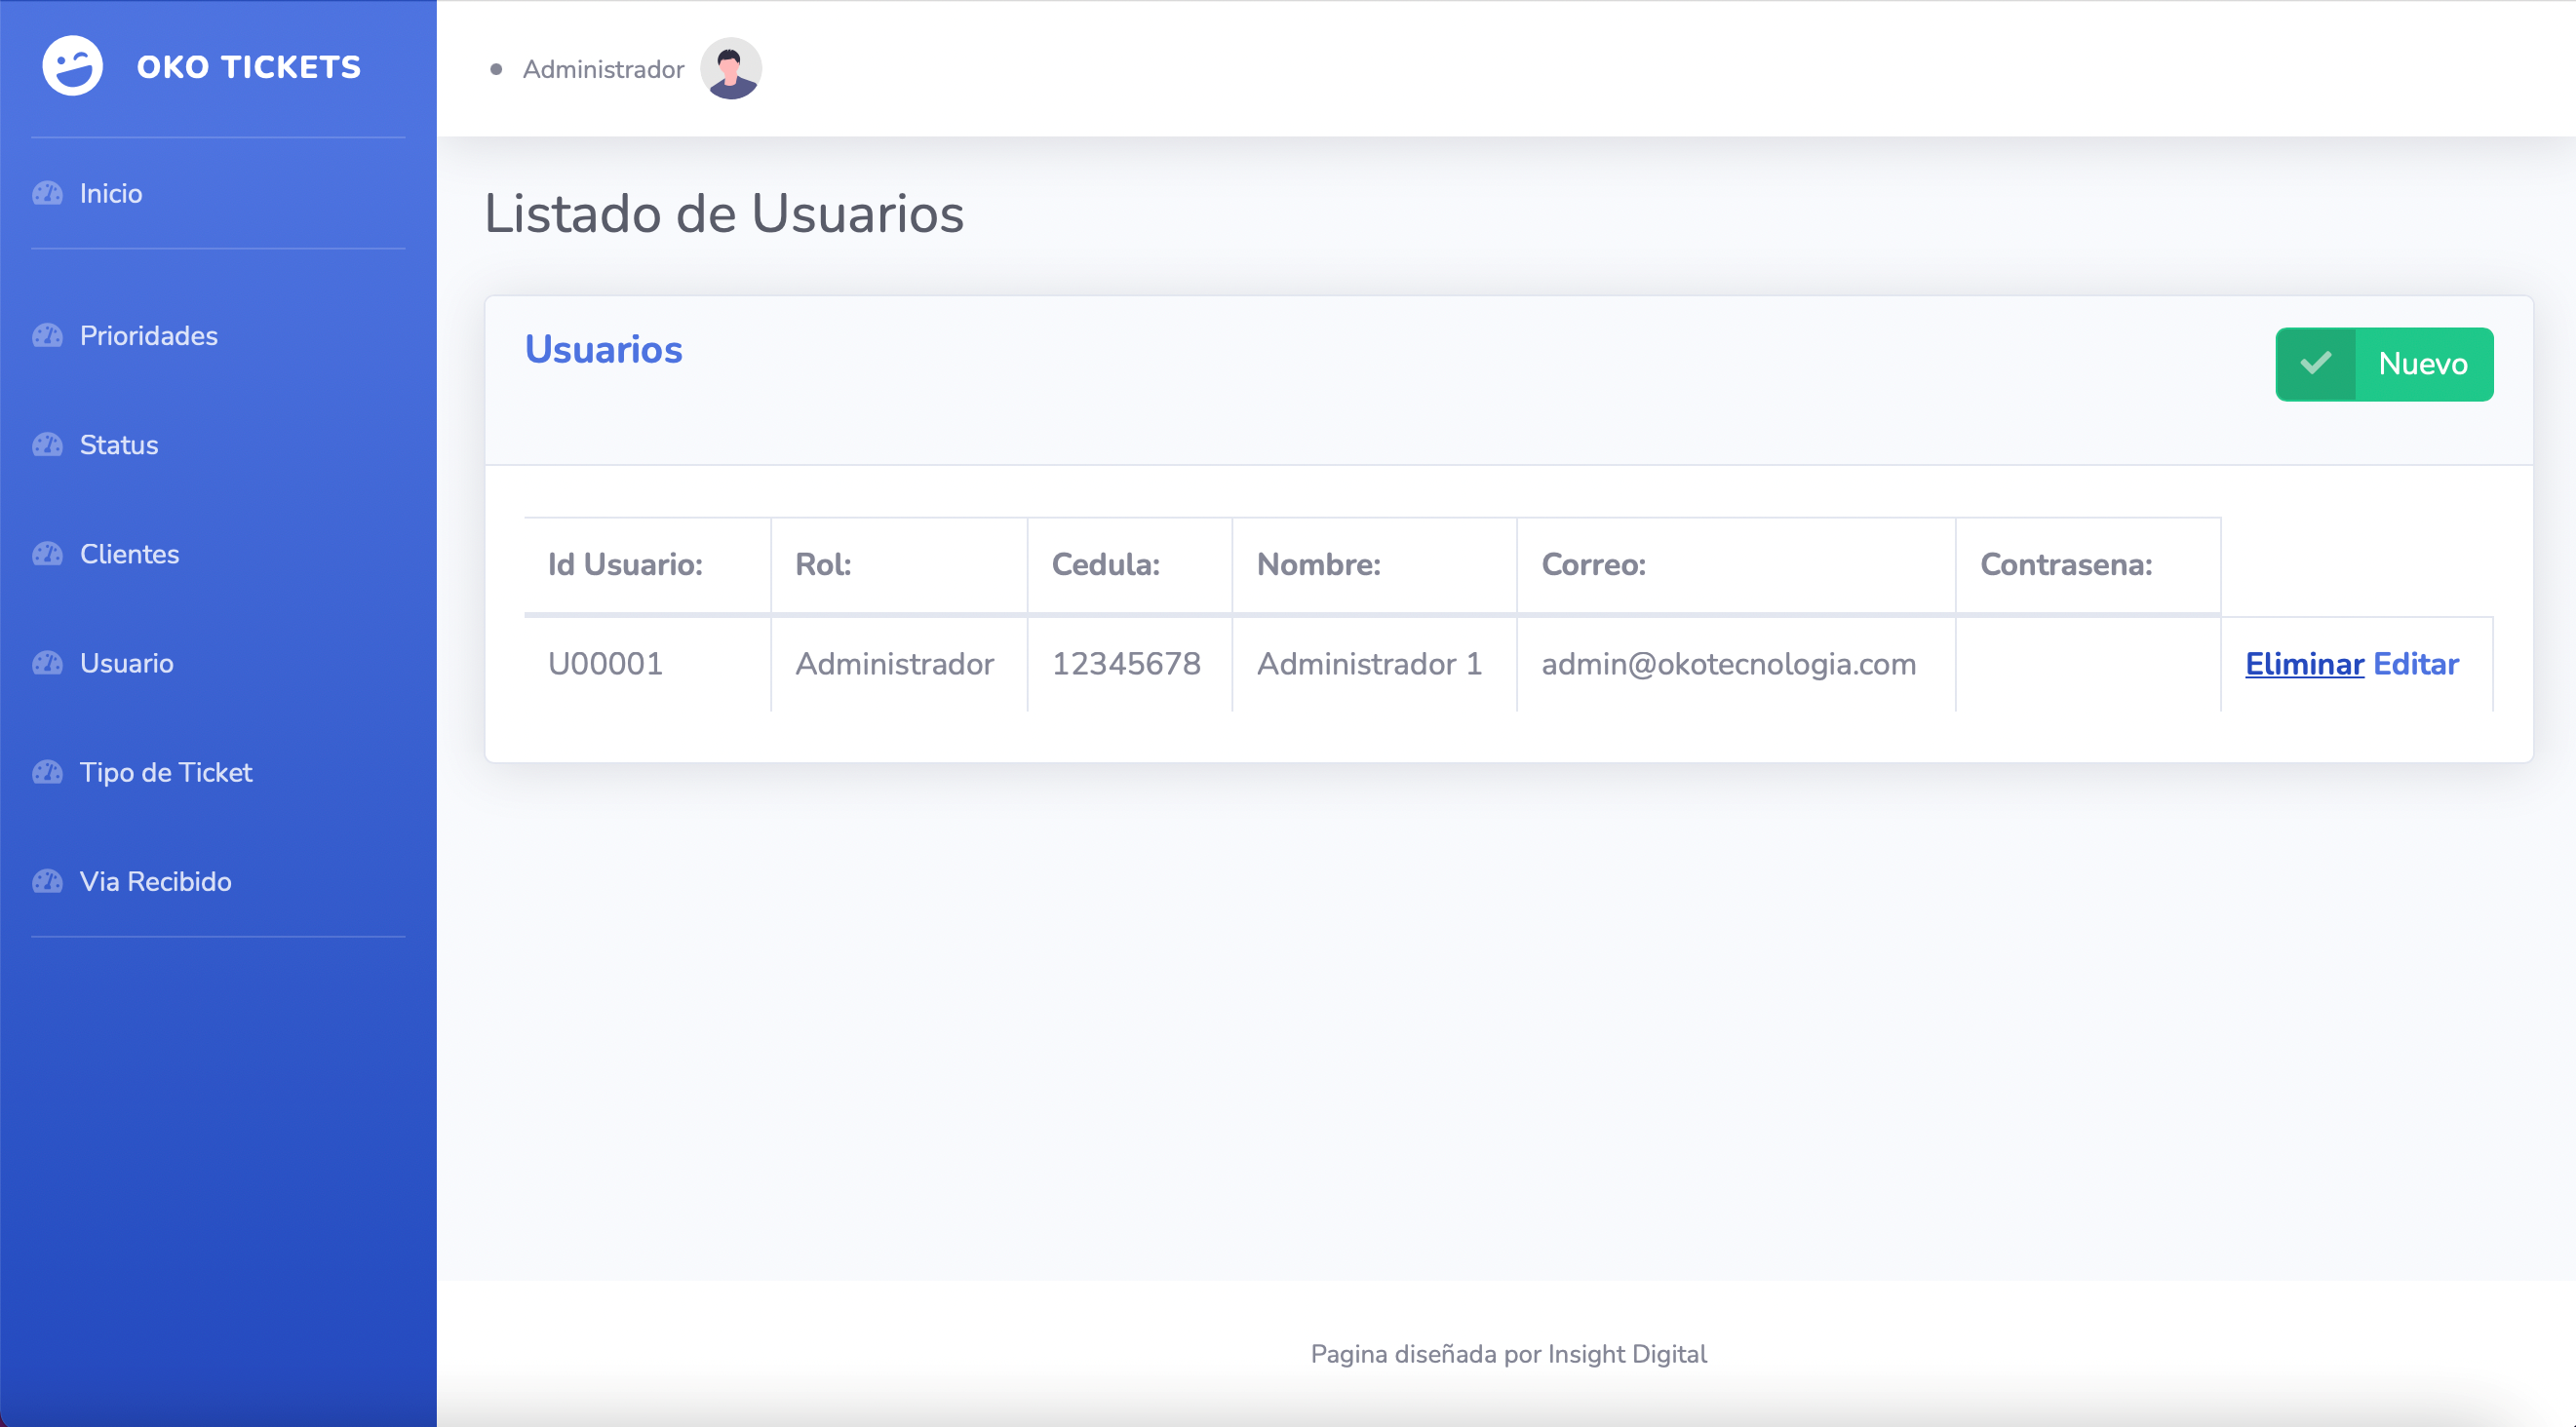 OKO TICKETS
Administrador
Inicio
Prioridades
Status
Clientes
Usuario
Tipo de Ticket
Via Recibido
Listado de Usuarios
Usuarios
Nuevo
Id Usuario: Rol: Cedula: Nombre: Correo: Contrasena:
U00001 Administrador 12345678 Administrador 1 admin@okotecnologia.com Eliminar Editar
Pagina diseñada por Insight Digital